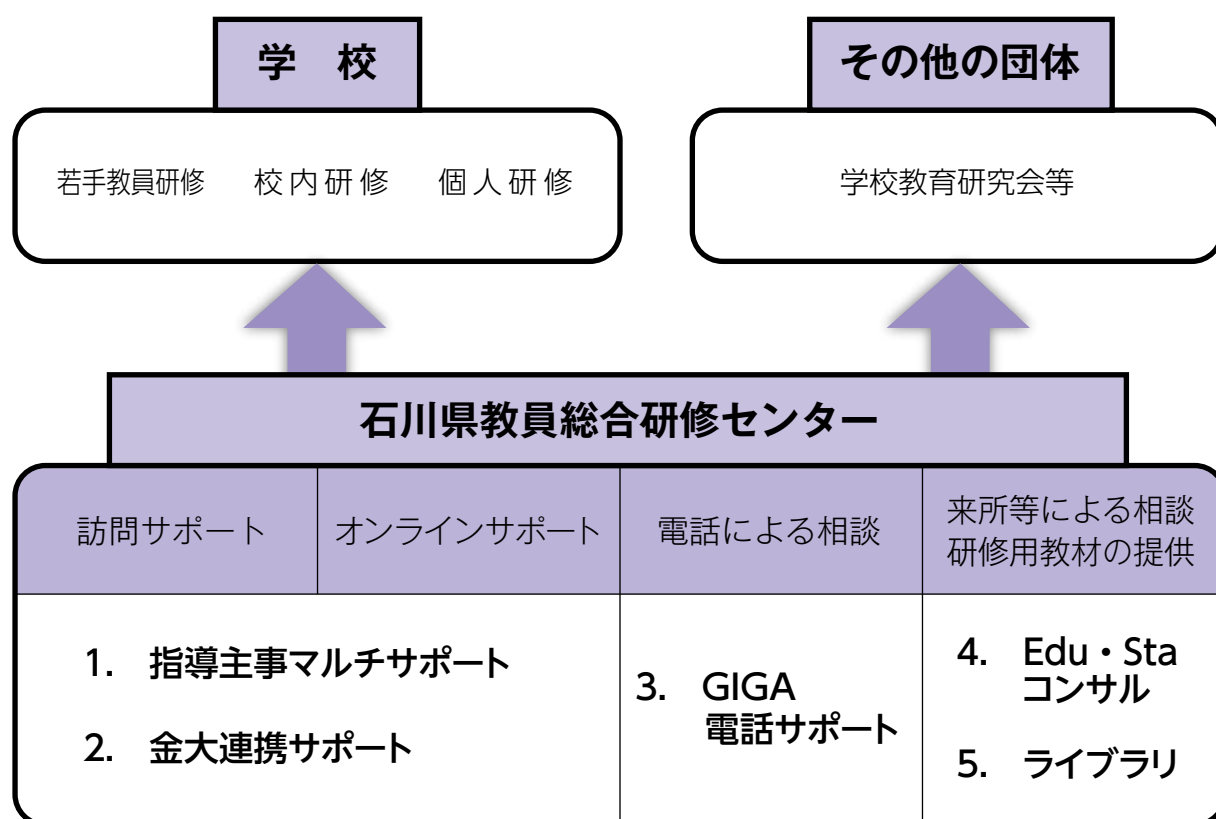 学　校
その他の団体
若手教員研修　校内研修　個人研修
学校教育研究会等
石川県教員総合研修センター
訪問サポート
オンラインサポート
電話による相談
来所等による相談
研修用教材の提供
1.　指導主事マルチサポート
2.　金大連携サポート
3.　GIGA
電話サポート
4.　Edu・Sta
コンサル
5.　ライブラリ